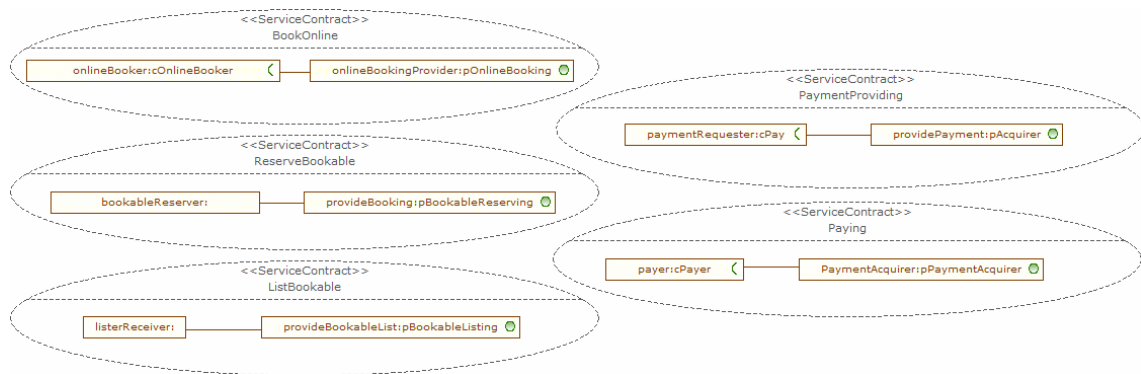 <<ServiceContract>>
BookOnline
onlineBooker:cOnlineBooker
onlineBookingProvider:pOnlineBooking
<<ServiceContract>>
ReserveBookable
bookableReserver:
provideBooking:pBookableReserving
<<ServiceContract>>
ListBookable
listerReceiver:
provideBookableList:pBookableListing
<<ServiceContract>>
PaymentProviding
paymentRequester:cPay
providePayment:pAcquirer
<<ServiceContract>>
Paying
payer:cPayer
PaymentAcquirer:pPaymentAcquirer